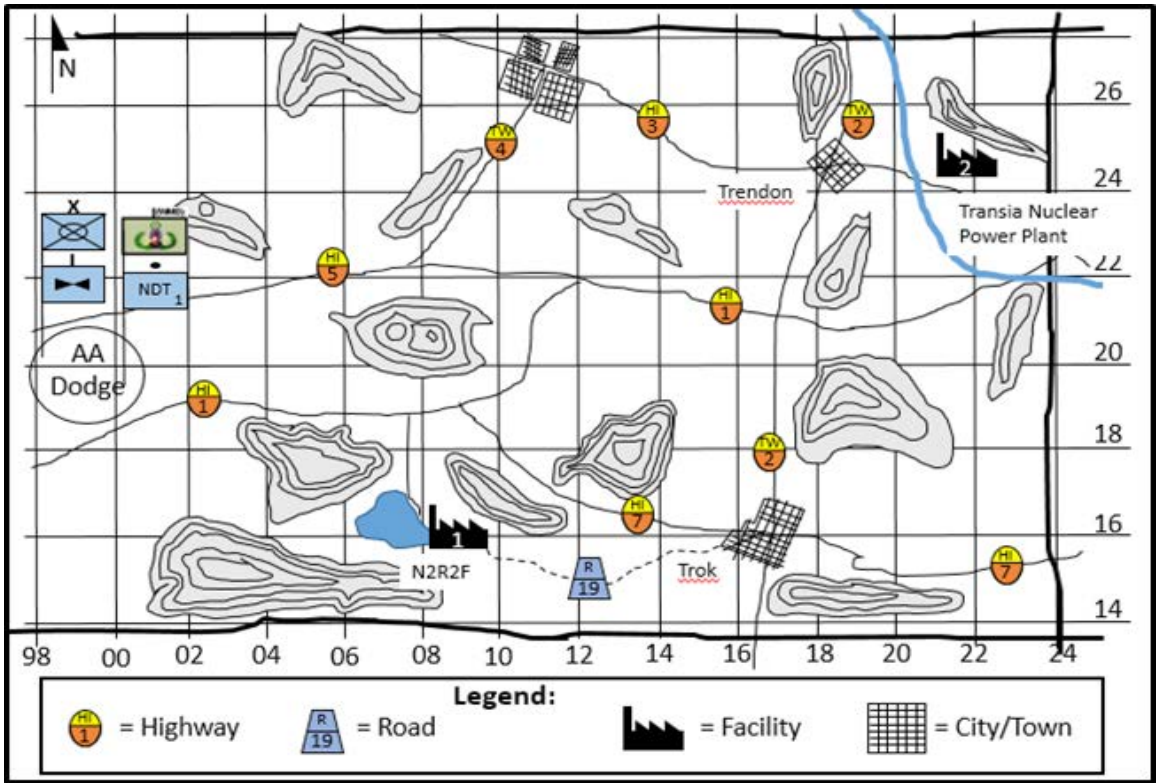 N
HI
3
TW
2
26
TW
4
2
Trendon
24
X
Transia Nuclear
Power Plant
I
NDT 1
HI
5
22
HI
1
AA
Dodge
20
HI
1
18
TW
2
HI
7
16
1
N2R2F
R
19
Trok
HI
7
14
98 00 02 04 06 08 10 12 14 16 18 20 22 24
Legend:
HI
1
= Highway
R
19
= Road
= Facility
= City/Town